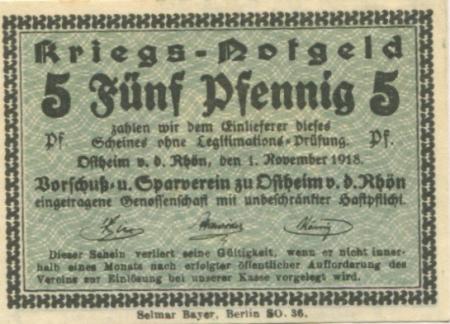 Kriegs-Notgeld
5 Fünf Pfennig 5
Pf. zahlen wir dem Einlieferer dieses Pf.
Scheines ohne Legitimations-Prüfung.
Ostheim v. d. Rhön, den 1. November 1918.
Vorschuß- u. Sparverein zu Ostheim v. d. Rhön
eingetragene Genossenschaft mit unbeschränkter Haftpflicht.
Dieser Schein verliert seine Gültigkeit, wenn er nicht inner-
halb eines Monats nach erfolgter öffentlicher Aufforderung des
Vereins zur Einlösung bei unserer Kasse vorgelegt wird.
Selmar Bayer, Berlin SO. 36.